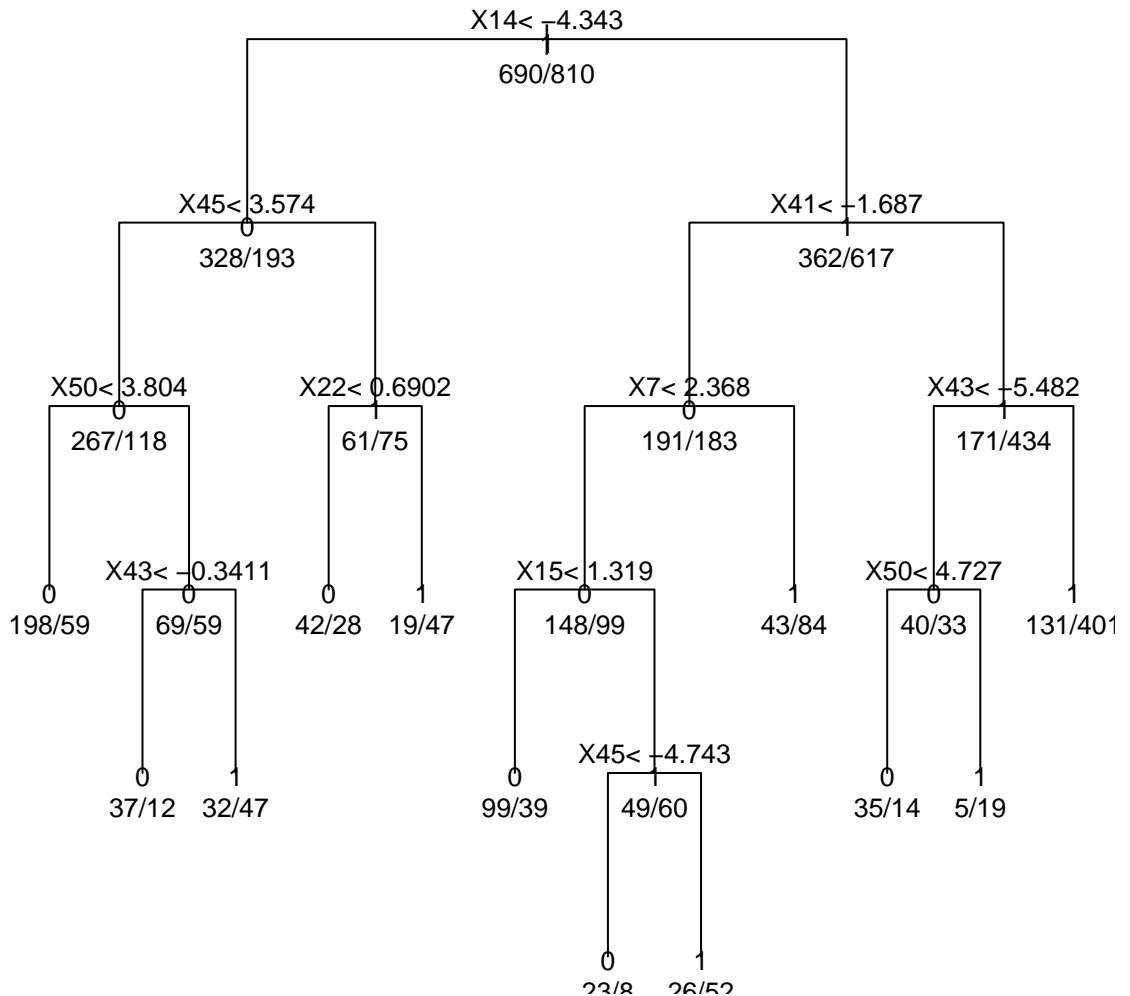 X14< −4.343
1
690/810
X45< 3.574 X41< −1.687
0 1
328/193 362/617
X50< 3.804 X22< 0.6902 X7< 2.368 X43< −5.482
0 1 0 1
267/118 61/75 191/183 171/434
X43< −0.3411 X15< 1.319 X50< 4.727
0 0 0 1 0 1 0 1
198/59 69/59 42/28 19/47 148/99 43/84 40/33 131/401
X45< −4.743
0 1 0 1 0 1
37/12 32/47 99/39 49/60 35/14 5/19
0 1
23/8 26/52